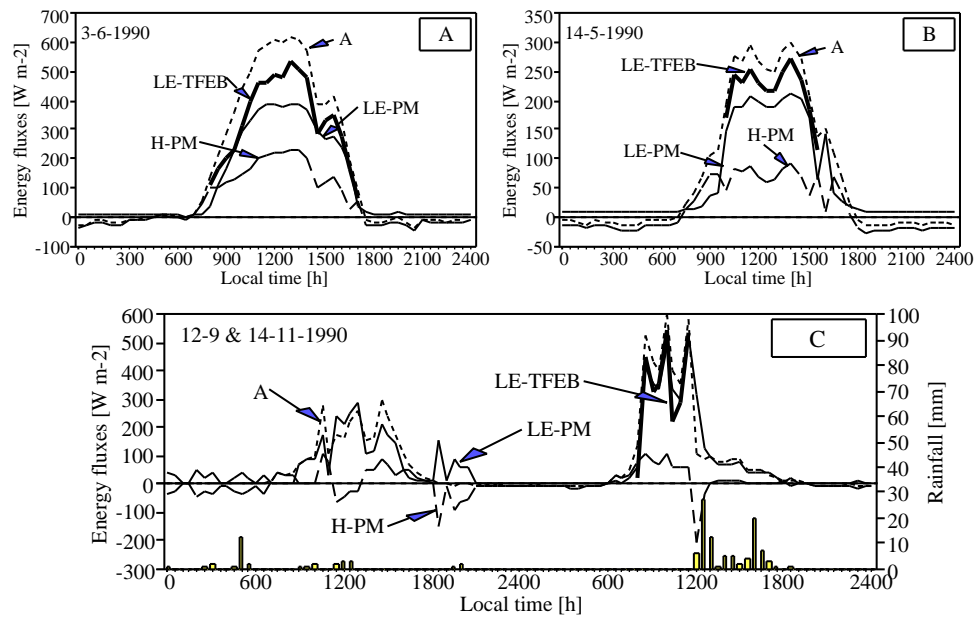 700
600
500
400
300
200
100
0
-100
Energy fluxes [W m-2]
3-6-1990
A
A
LE-TFEB
LE-PM
H-PM
0 300 600 900 1200 1500 1800 2100 2400
Local time [h]
350
300
250
200
150
100
50
0
-50
Energy fluxes [W m-2]
14-5-1990
B
A
LE-TFEB
LE-PM
H-PM
0 300 600 900 1200 1500 1800 2100 2400
Local time [h]
600
500
400
300
200
100
0
-100
-200
-300
Energy fluxes [W m-2]
12-9 & 14-11-1990
C
A
LE-TFEB
LE-PM
H-PM
100
90
80
70
60
50
40
30
20
10
0
Rainfall [mm]
0 600 1200 1800 2400 600 1200 1800 2400
Local time [h]